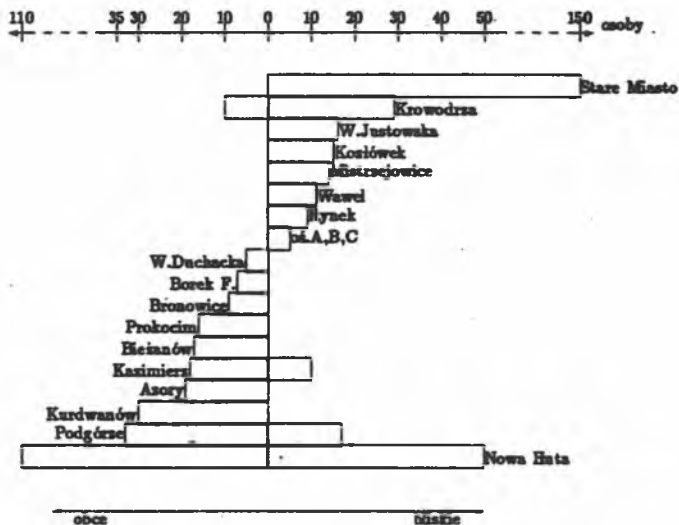 110 35 30 20 10 0 10 20 30 40 50 150 osoby
Stare Miasto
Krowodrza
W.Justowska
Kozłówek
Mistrzejowice
Wawel
Rynek
oś.A,B,C
W.Duchacka
Borek F.
Bronowice
Prokocim
Bieżanów
Kazimierz
Azory
Kurdwanów
Podgórze
Nowa Huta
obce bliskie